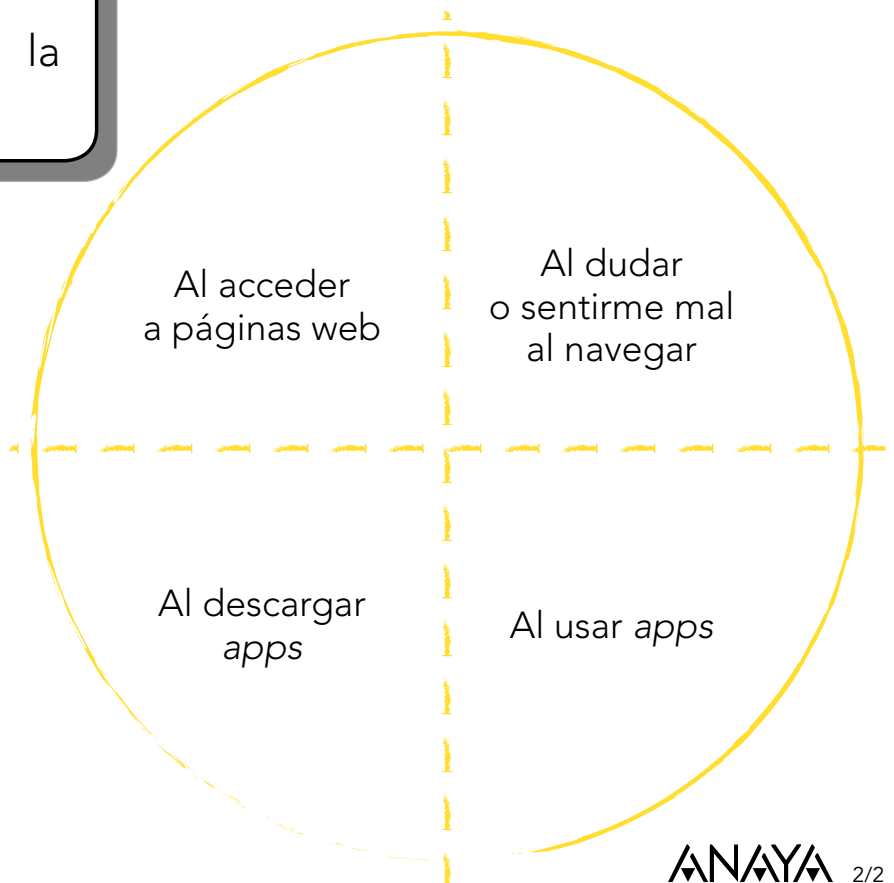 la
Al acceder
a páginas web
Al dudar
o sentirme mal
al navegar
Al descargar
apps
Al usar apps
ANAYA 2/2